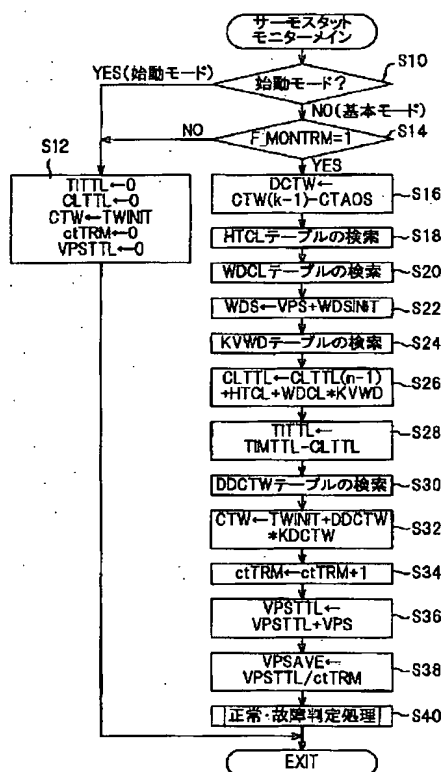 サーモスタット
モニターメイン
S10
YES(始動モード)
始動モード?
NO(基本モード)
S14
NO
F_MONTRM=1
S12
YES
TITTL←0
CLTTL←0
CTW←TWINIT
ctTRM←0
VPSTTL←0
DCTW←
CTW(k-1)-CTAOS
S16
HTCLテーブルの検索
S18
WDCLテーブルの検索
S20
WDS←VPS+WDSINIT
S22
KVWDテーブルの検索
S24
CLTTL←CLTTL(n-1)
+HTCL+WDCL*KVWD
S26
TITTL←
TIMTTL-CLTTL
S28
DDCTWテーブルの検索
S30
CTW←TWINIT+DDCTW
*KDCTW
S32
ctTRM←ctTRM+1
S34
VPSTTL←
VPSTTL+VPS
S36
VPSAVE←
VPSTTL/ctTRM
S38
正常・故障判定処理
S40
EXIT